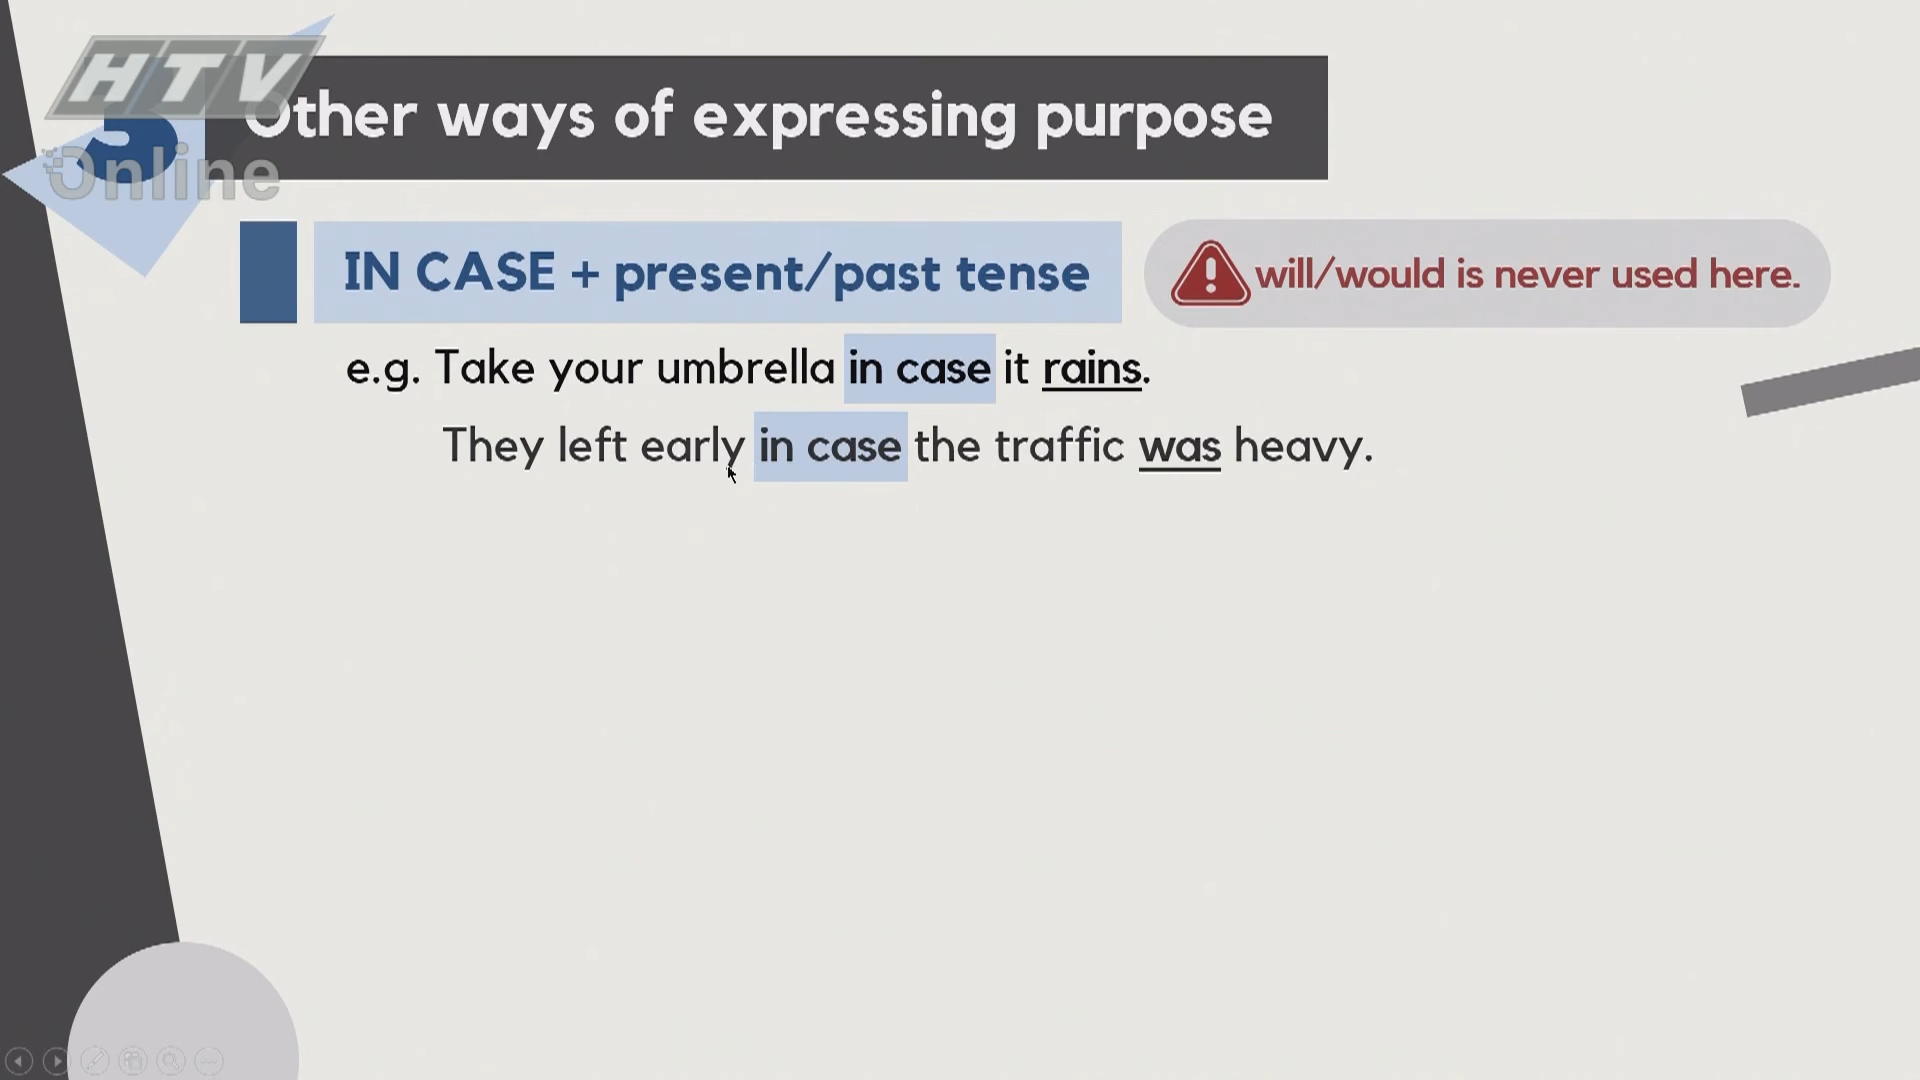 HTV
Online
3
Other ways of expressing purpose
IN CASE + present/past tense
will/would is never used here.
e.g. Take your umbrella in case it rains.
They left early in case the traffic was heavy.